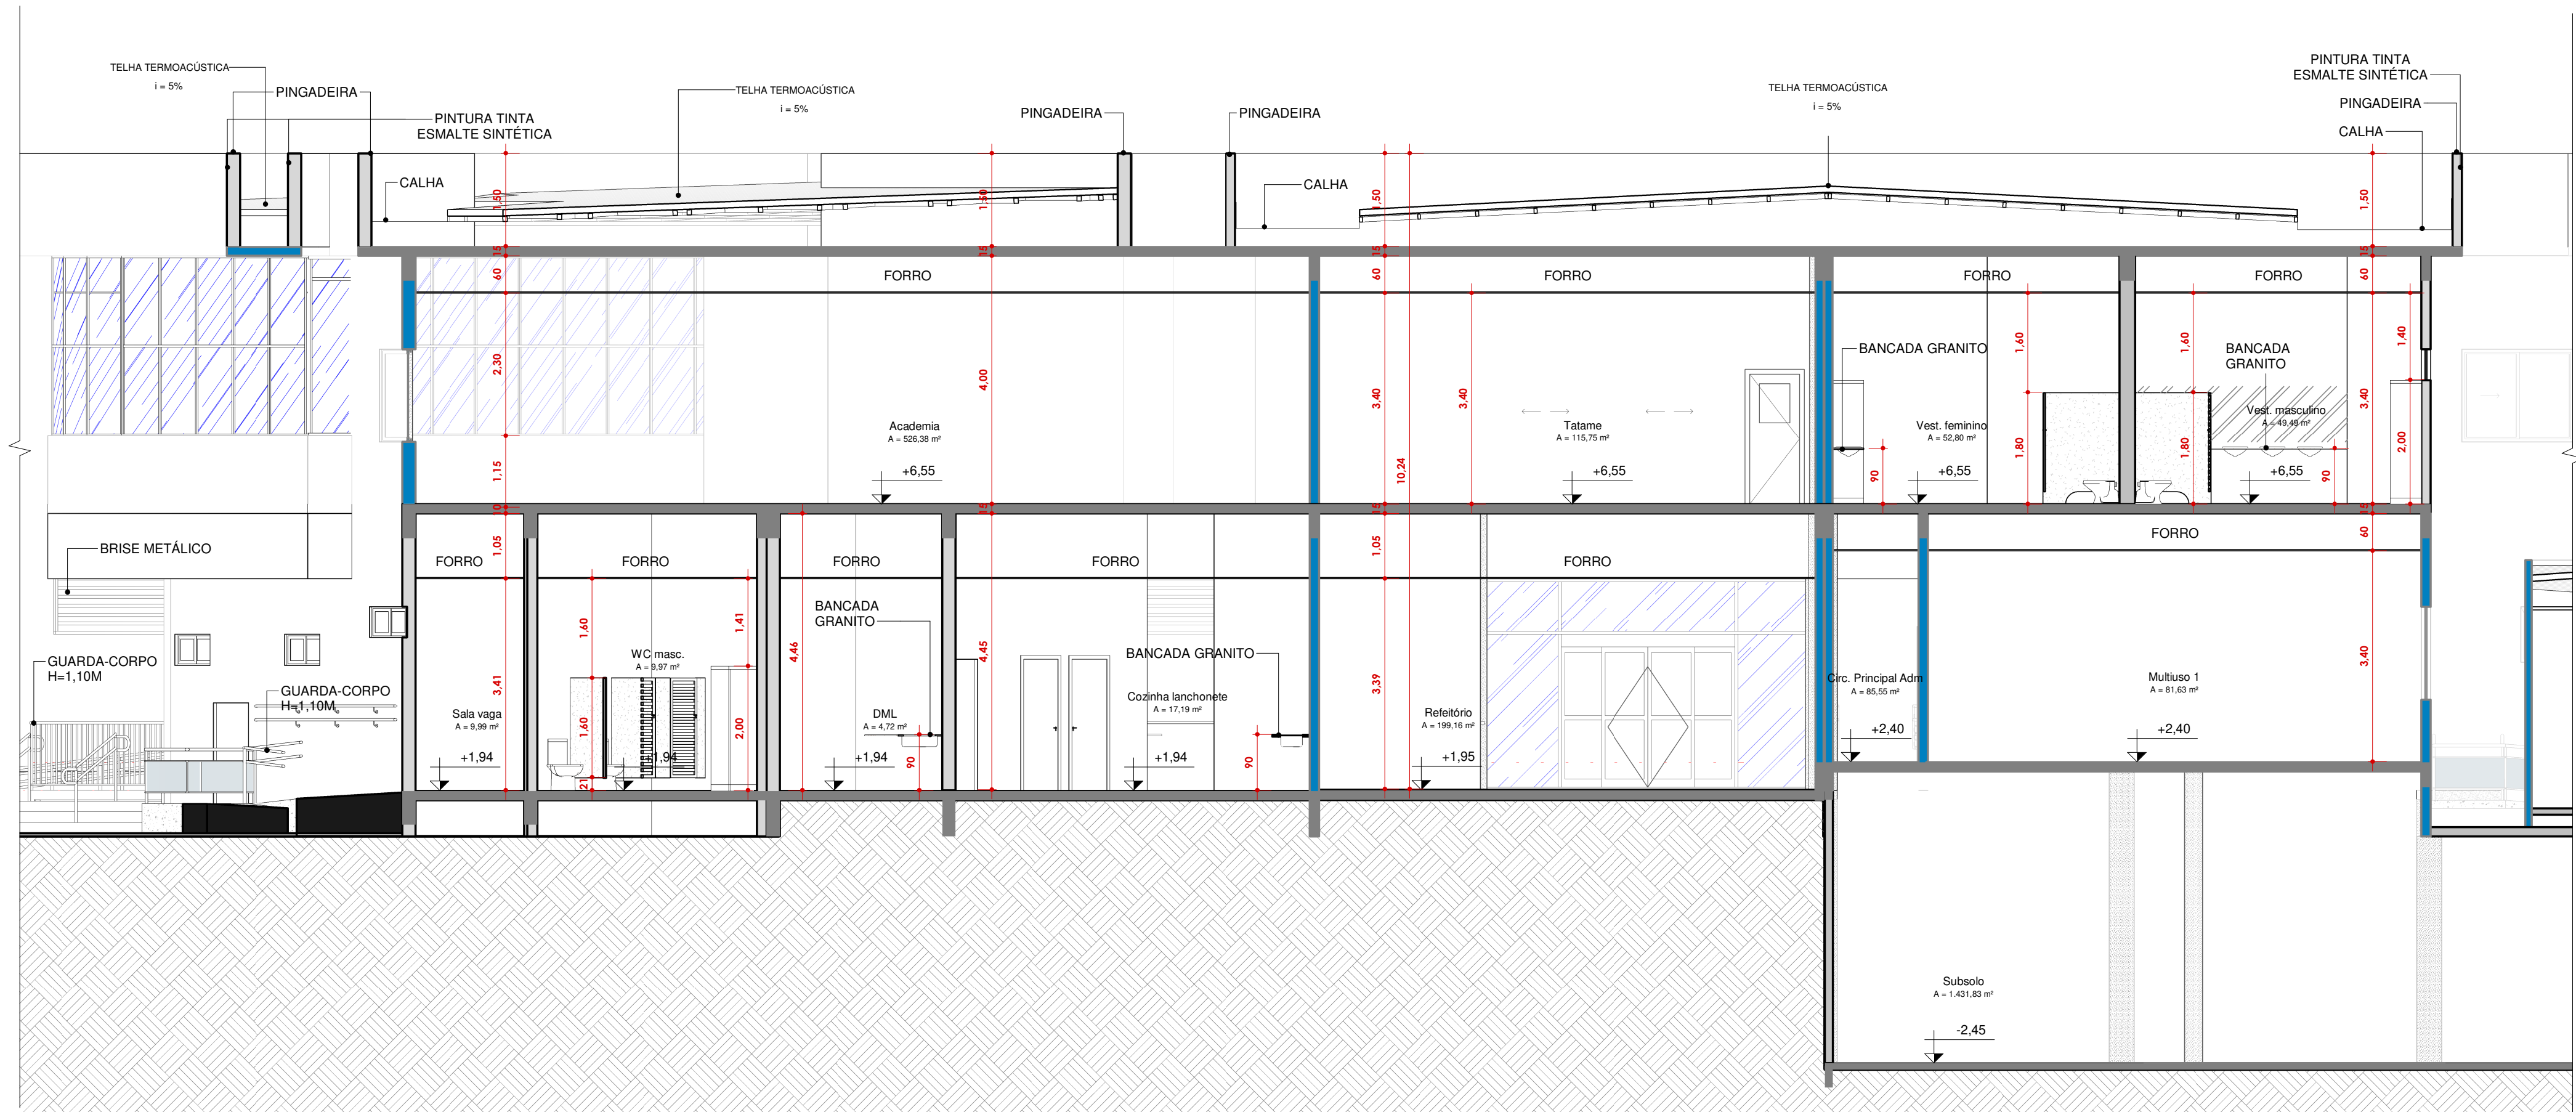 TELHA TERMOACÚSTICA
i = 5%
PINGADEIRA
PINTURA TINTA
ESMALTE SINTÉTICA
CALHA
TELHA TERMOACÚSTICA
i = 5%
PINGADEIRA
PINGADEIRA
CALHA
TELHA TERMOACÚSTICA
i = 5%
PINTURA TINTA
ESMALTE SINTÉTICA
PINGADEIRA
CALHA
1,50
1,50
1,50
1,50
15
15
15
15
60
60
60
FORRO
FORRO
FORRO
FORRO
2,30
4,00
3,40
3,40
1,60
1,60
3,40
1,40
BANCADA GRANITO
BANCADA
GRANITO
Academia
A = 526,38 m²
+6,55
Tatame
A = 115,75 m²
+6,55
Vest. feminino
A = 52,80 m²
+6,55
Vest. masculino
A = 49,49 m²
+6,55
1,15
10,24
90
1,80
1,80
90
2,00
10
15
15
15
BRISE METÁLICO
1,05
1,05
60
FORRO
FORRO
FORRO
FORRO
FORRO
FORRO
BANCADA
GRANITO
BANCADA GRANITO
GUARDA-CORPO
H=1,10M
GUARDA-CORPO
H=1,10M
3,41
1,60
1,60
21
1,41
2,00
4,46
90
4,45
90
3,39
3,40
Sala vaga
A = 9,99 m²
+1,94
WC masc.
A = 9,97 m²
+1,94
DML
A = 4,72 m²
+1,94
Cozinha lanchonete
A = 17,19 m²
+1,94
Refeitório
A = 199,16 m²
+1,95
Circ. Principal Adm
A = 85,55 m²
+2,40
Multiuso 1
A = 81,63 m²
+2,40
Subsolo
A = 1.431,83 m²
-2,45